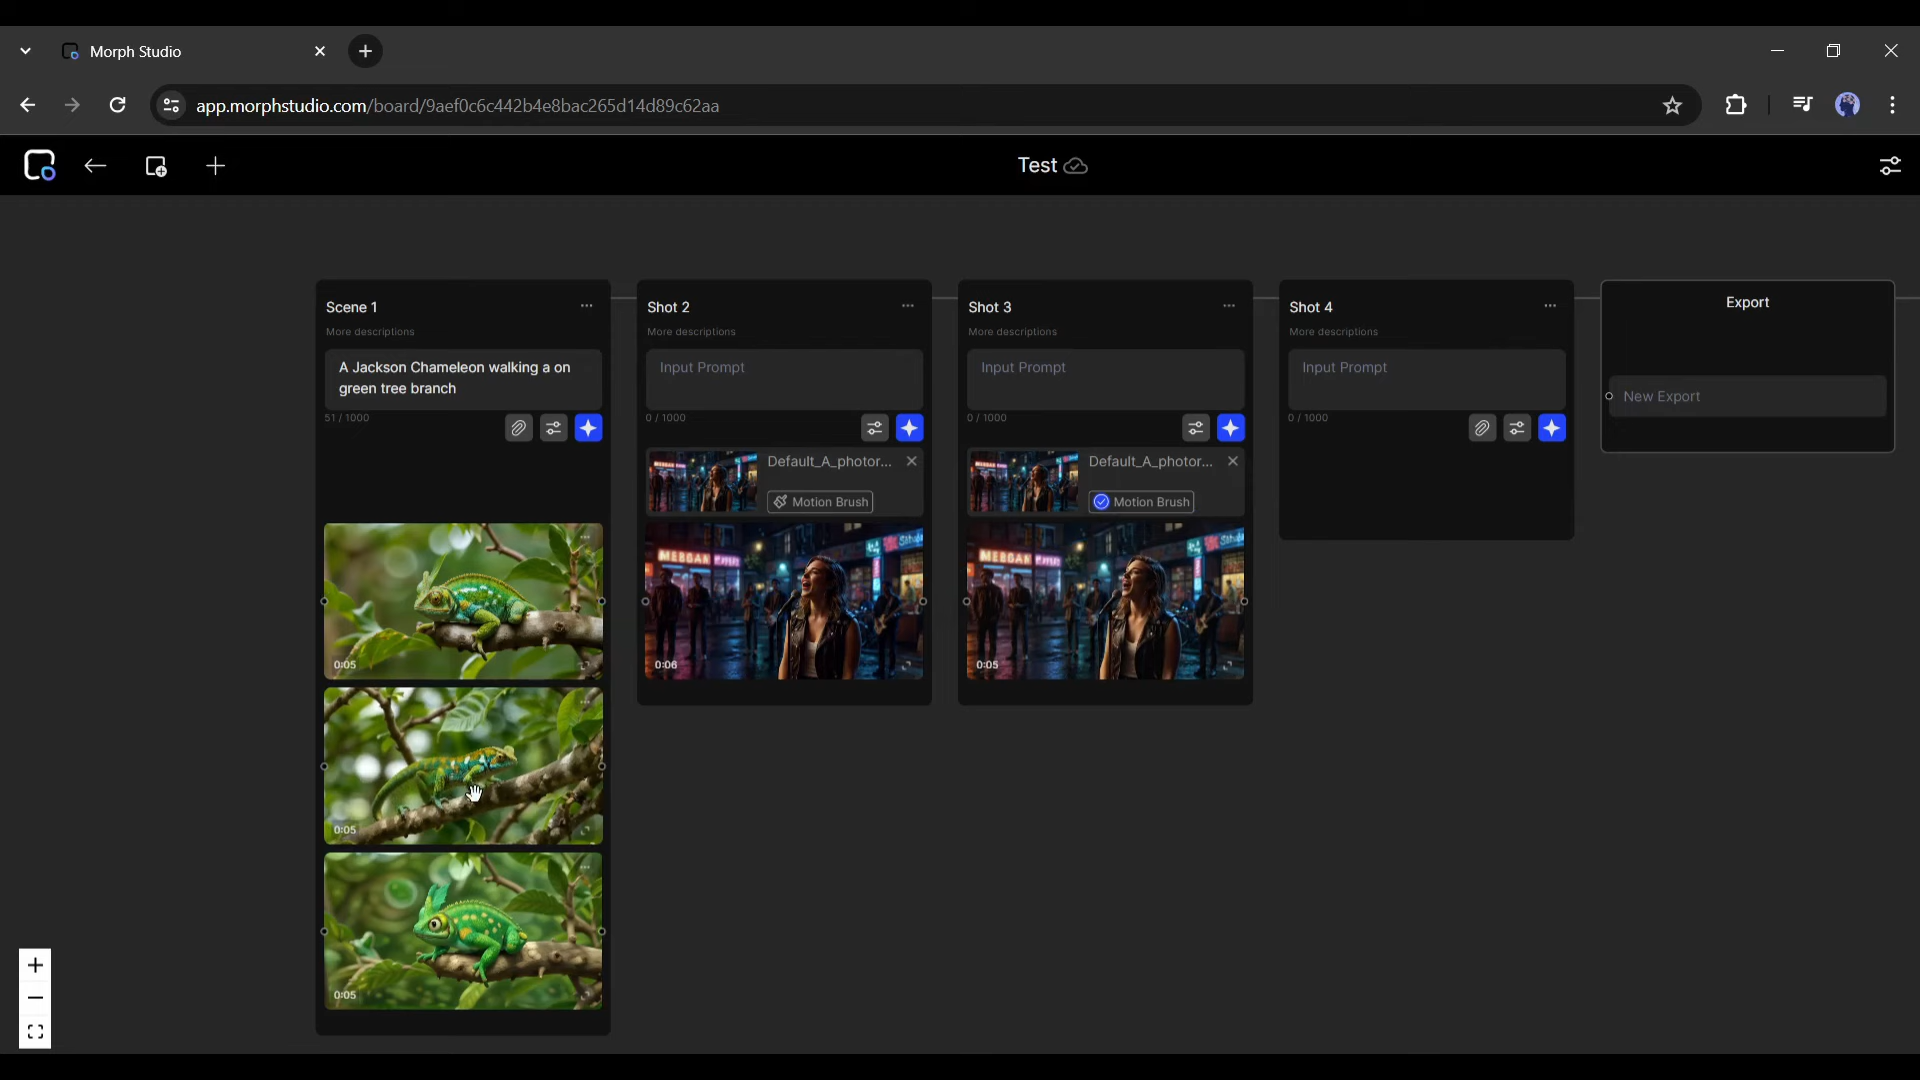 Morph Studio
app.morphstudio.com/board/9aef0c6c442b4e8bac265d14d89c62aa
Test
Scene 1
More descriptions
A Jackson Chameleon walking a on
green tree branch
51 / 1000
0:05
0:05
0:05
Shot 2
More descriptions
Input Prompt
0 / 1000
Default_A_photor...
Motion Brush
MEBGAN
0:06
Shot 3
More descriptions
Input Prompt
0 / 1000
Default_A_photor...
Motion Brush
MEBGAN
0:05
Shot 4
More descriptions
Input Prompt
0 / 1000
Export
New Export